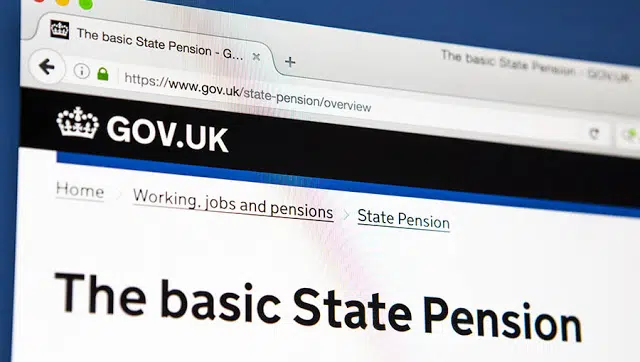 The basic State Pension - G...
The basic State Pension - GOV.UK
https://www.gov.uk/state-pension/overview
GOV.UK
Home > Working, jobs and pensions > State Pension
The basic State Pension